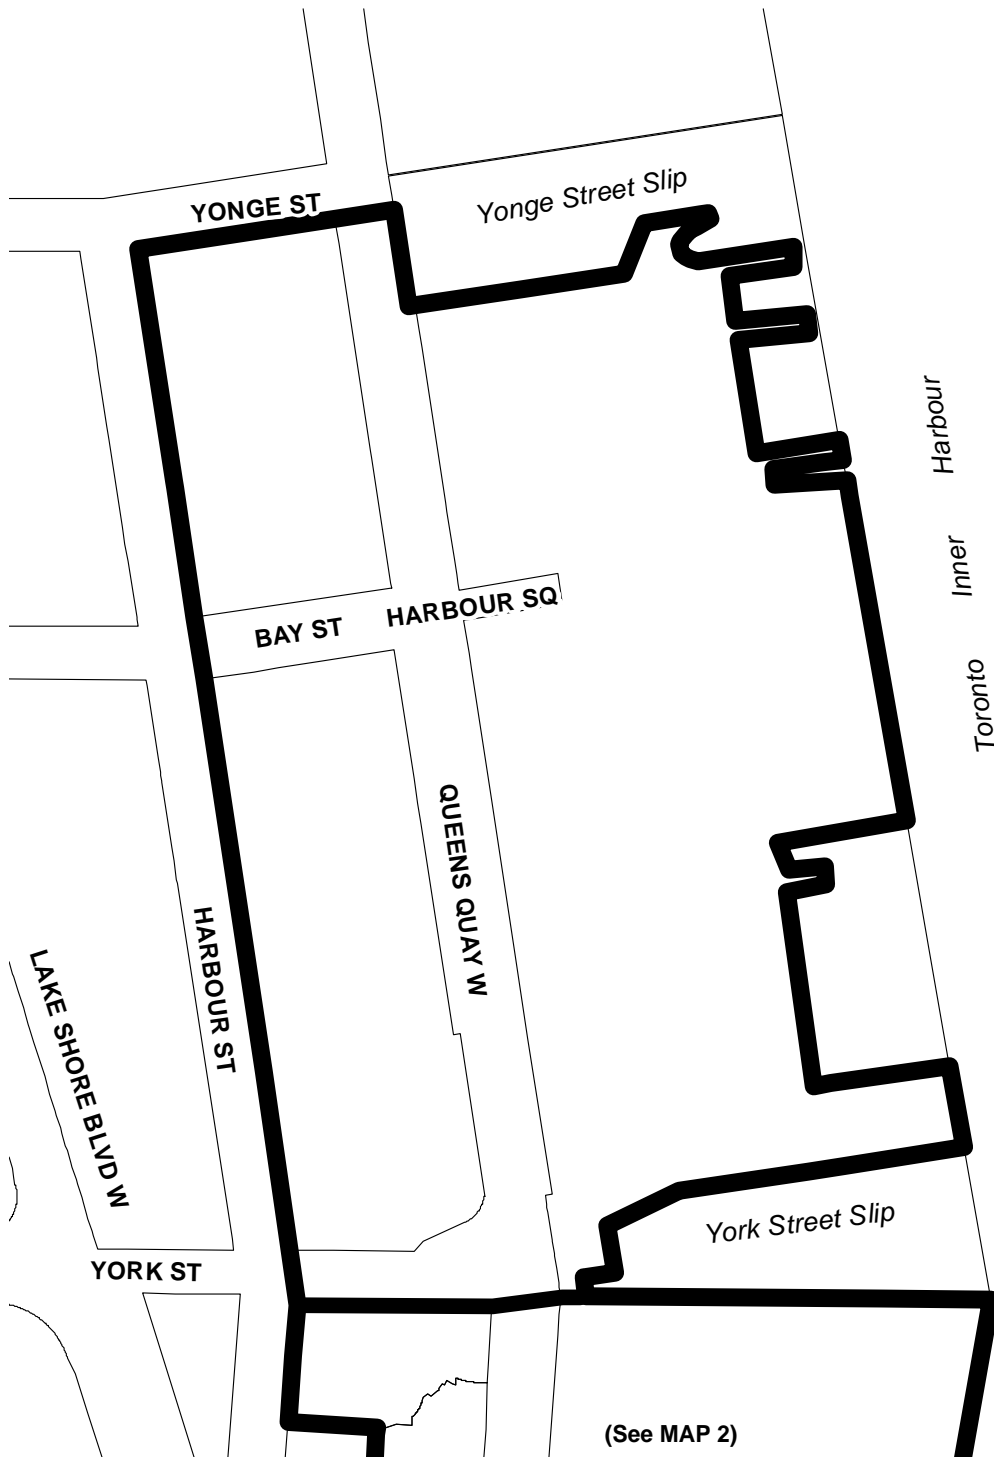 YONGE ST
Yonge Street Slip
Harbour
Inner
Toronto
BAY ST
HARBOUR SQ
QUEENS QUAY W
HARBOUR ST
LAKE SHORE BLVD W
York Street Slip
YORK ST
(See MAP 2)